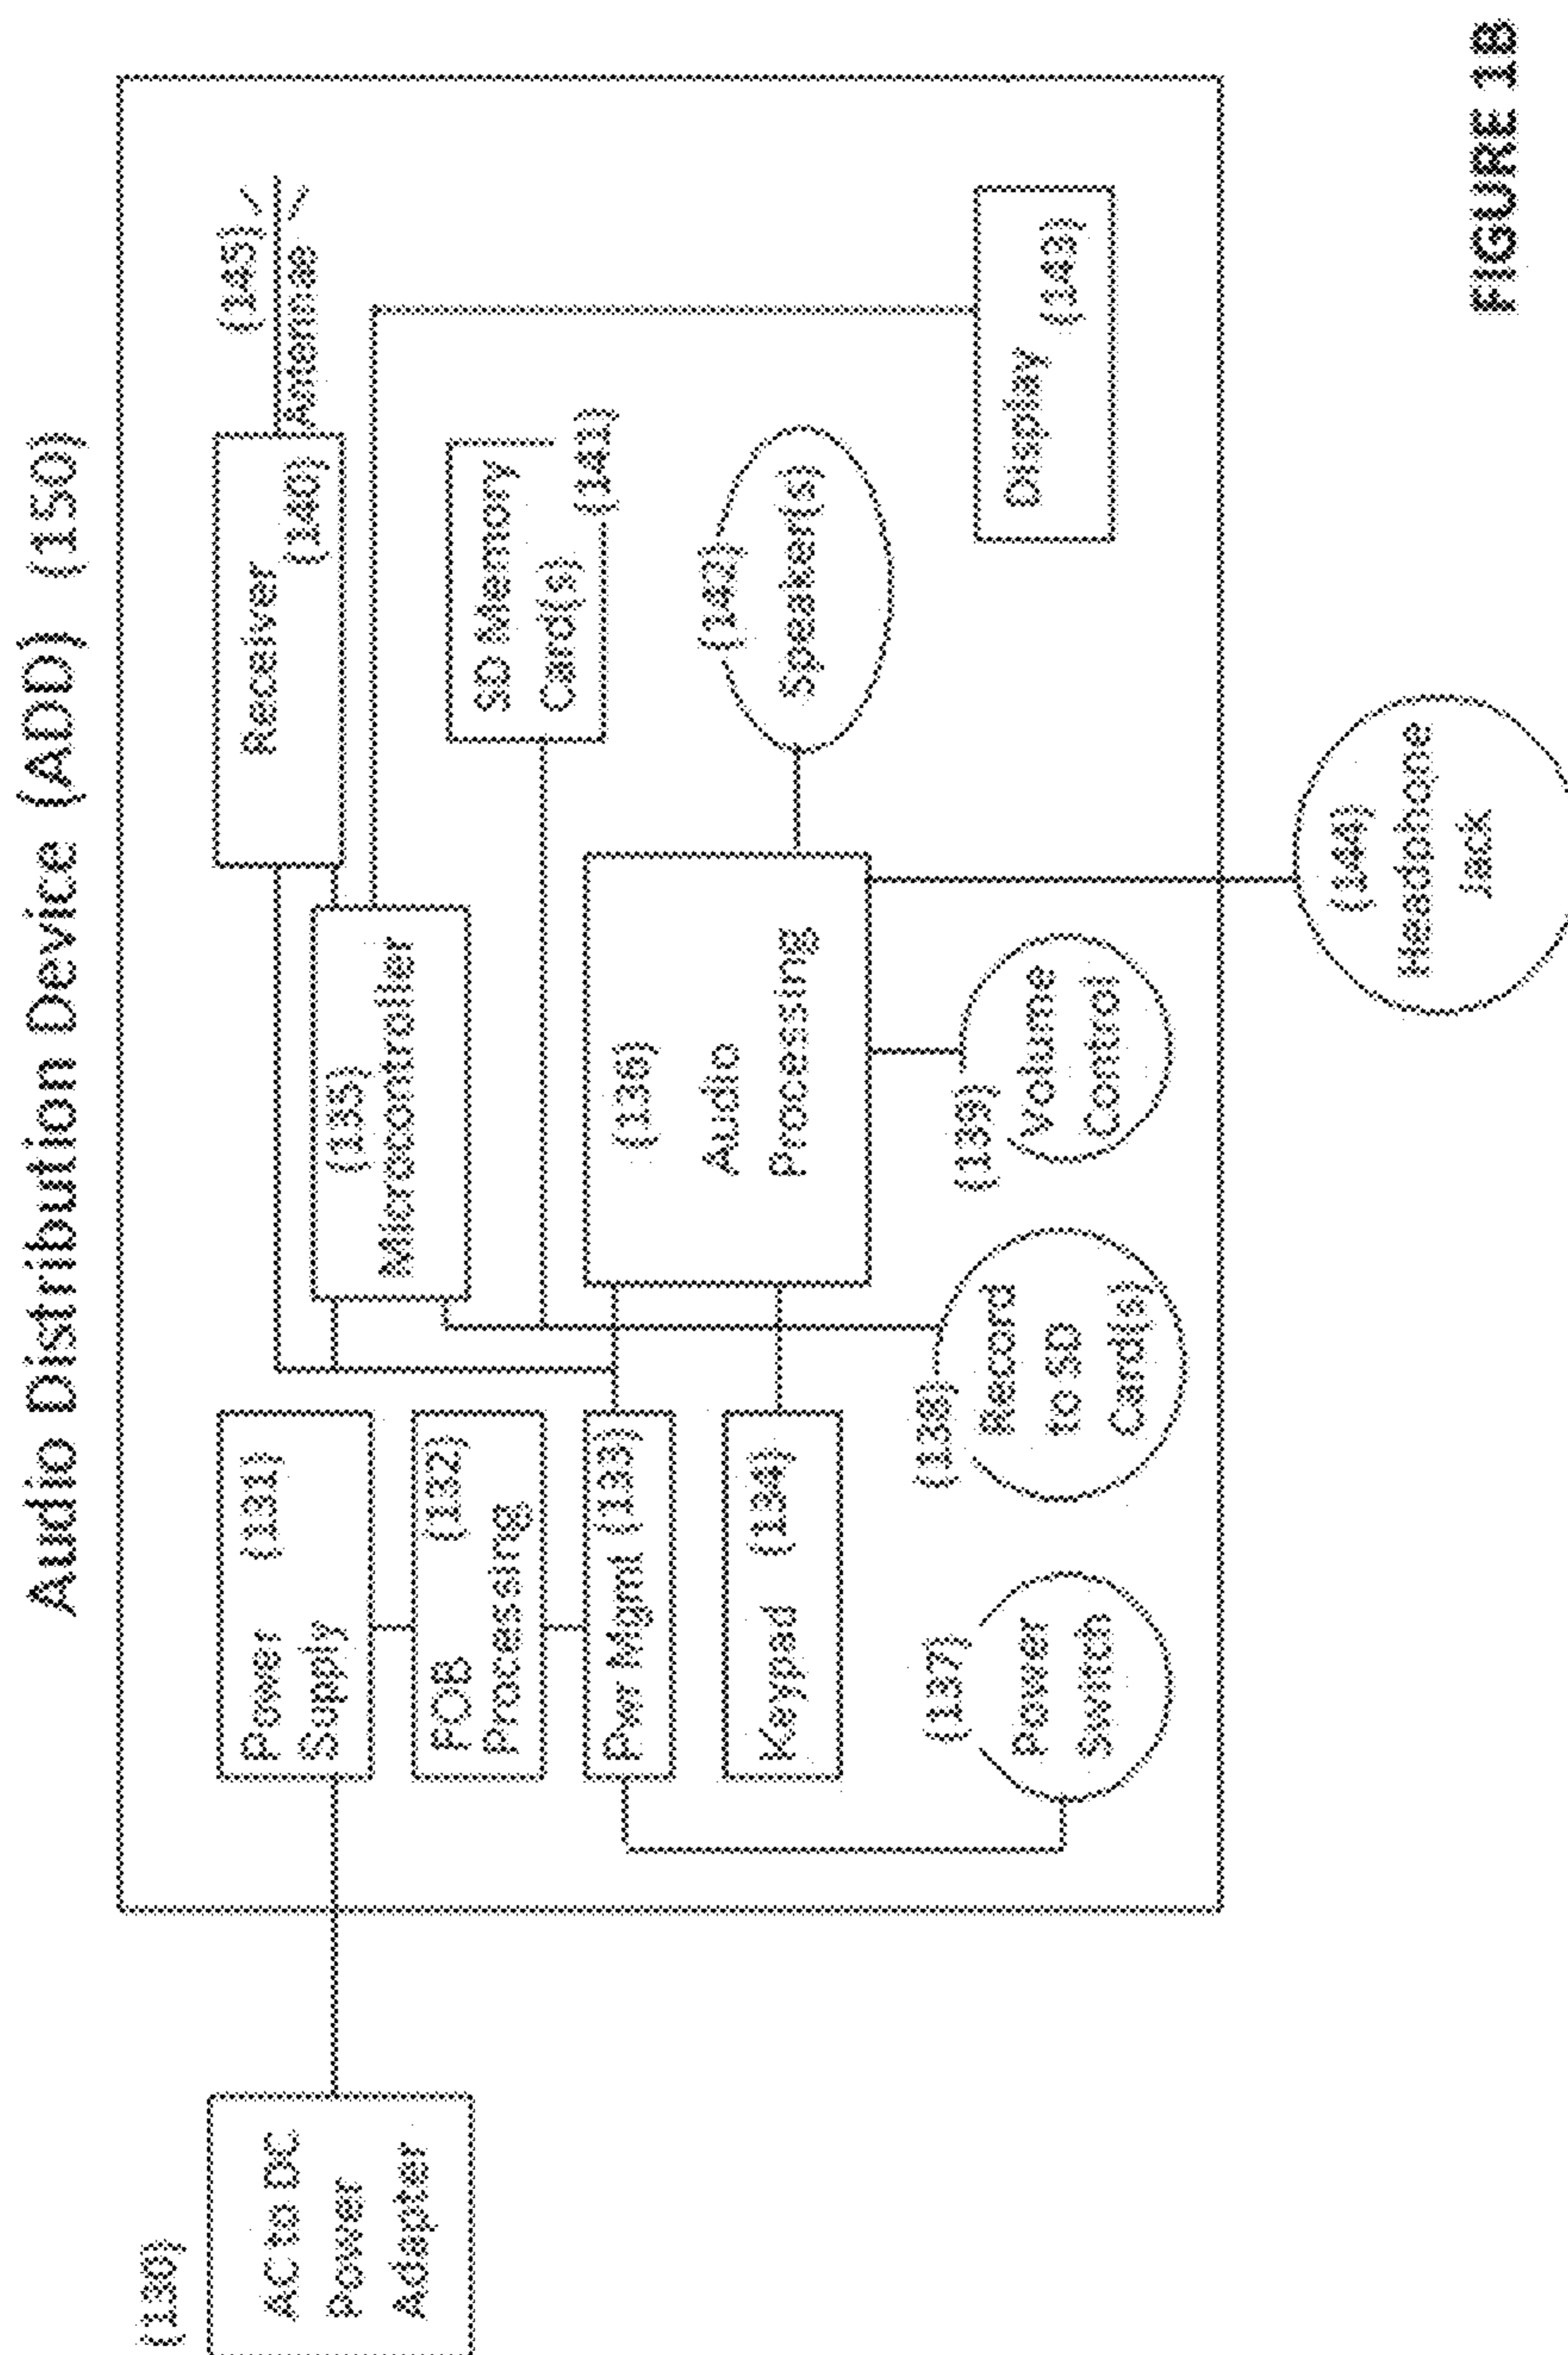 Audio Distribution Device (ADD) (150)
(130)
AC to DC
Power
Adapter
Power (131)
Supply
FOB (132)
Processing
Pwr Mgmt (133)
Keypad (134)
(137)
Power
Switch
(135)
Microcontroller
(136)
Audio
Processing
(138)
Record
to SD
Card(s)
(139)
Volume
Control
Receiver
(140)
(145)
Antennae
SD Memory
Card(s)
(141)
(142)
Speaker(s)
Display
(143)
(144)
Headphone
Jack
FIGURE 1B